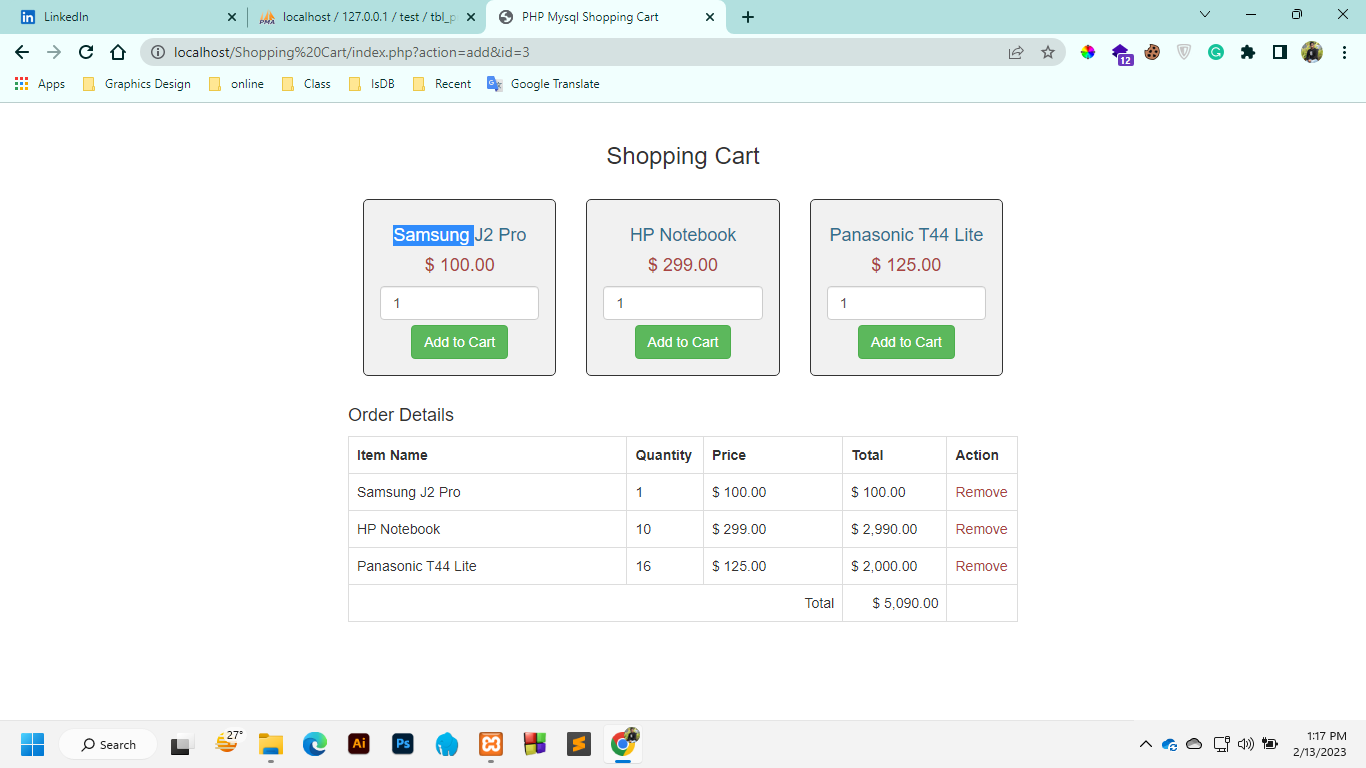 LinkedIn
localhost / 127.0.0.1 / test / tbl_p
PHP Mysql Shopping Cart
localhost/Shopping%20Cart/index.php?action=add&id=3
12
Apps
Graphics Design
online
Class
IsDB
Recent
Google Translate
Shopping Cart
Samsung J2 Pro
$ 100.00
1
Add to Cart
HP Notebook
$ 299.00
1
Add to Cart
Panasonic T44 Lite
$ 125.00
1
Add to Cart
Order Details
Item Name Quantity Price Total Action
Samsung J2 Pro 1 $ 100.00 $ 100.00 Remove
HP Notebook 10 $ 299.00 $ 2,990.00 Remove
Panasonic T44 Lite 16 $ 125.00 $ 2,000.00 Remove
Total $ 5,090.00
Search
27°
Ai
Ps
1:17 PM
2/13/2023